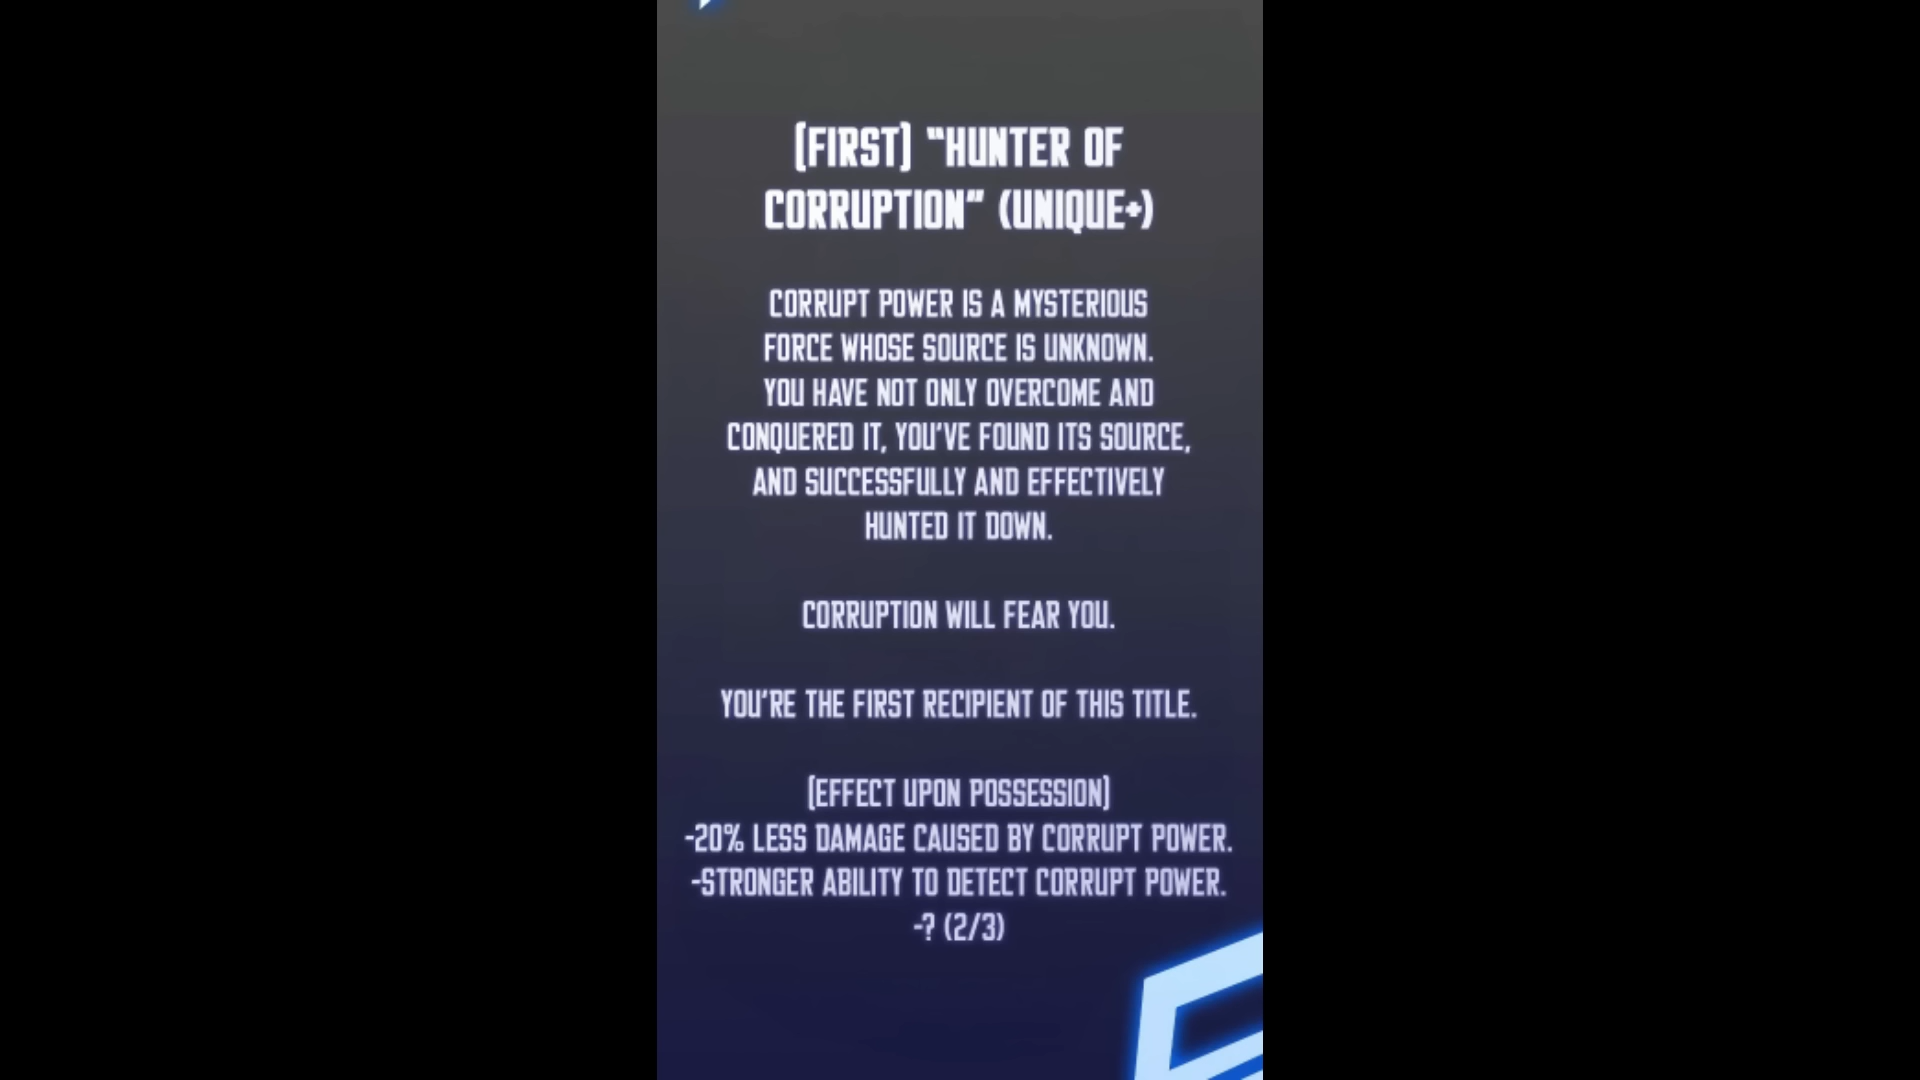 [FIRST] “HUNTER OF
CORRUPTION” (UNIQUE+)
CORRUPT POWER IS A MYSTERIOUS
FORCE WHOSE SOURCE IS UNKNOWN.
YOU HAVE NOT ONLY OVERCOME AND
CONQUERED IT, YOU’VE FOUND ITS SOURCE,
AND SUCCESSFULLY AND EFFECTIVELY
HUNTED IT DOWN.
CORRUPTION WILL FEAR YOU.
YOU’RE THE FIRST RECIPIENT OF THIS TITLE.
[EFFECT UPON POSSESSION]
-20% LESS DAMAGE CAUSED BY CORRUPT POWER.
-STRONGER ABILITY TO DETECT CORRUPT POWER.
-? (2/3)